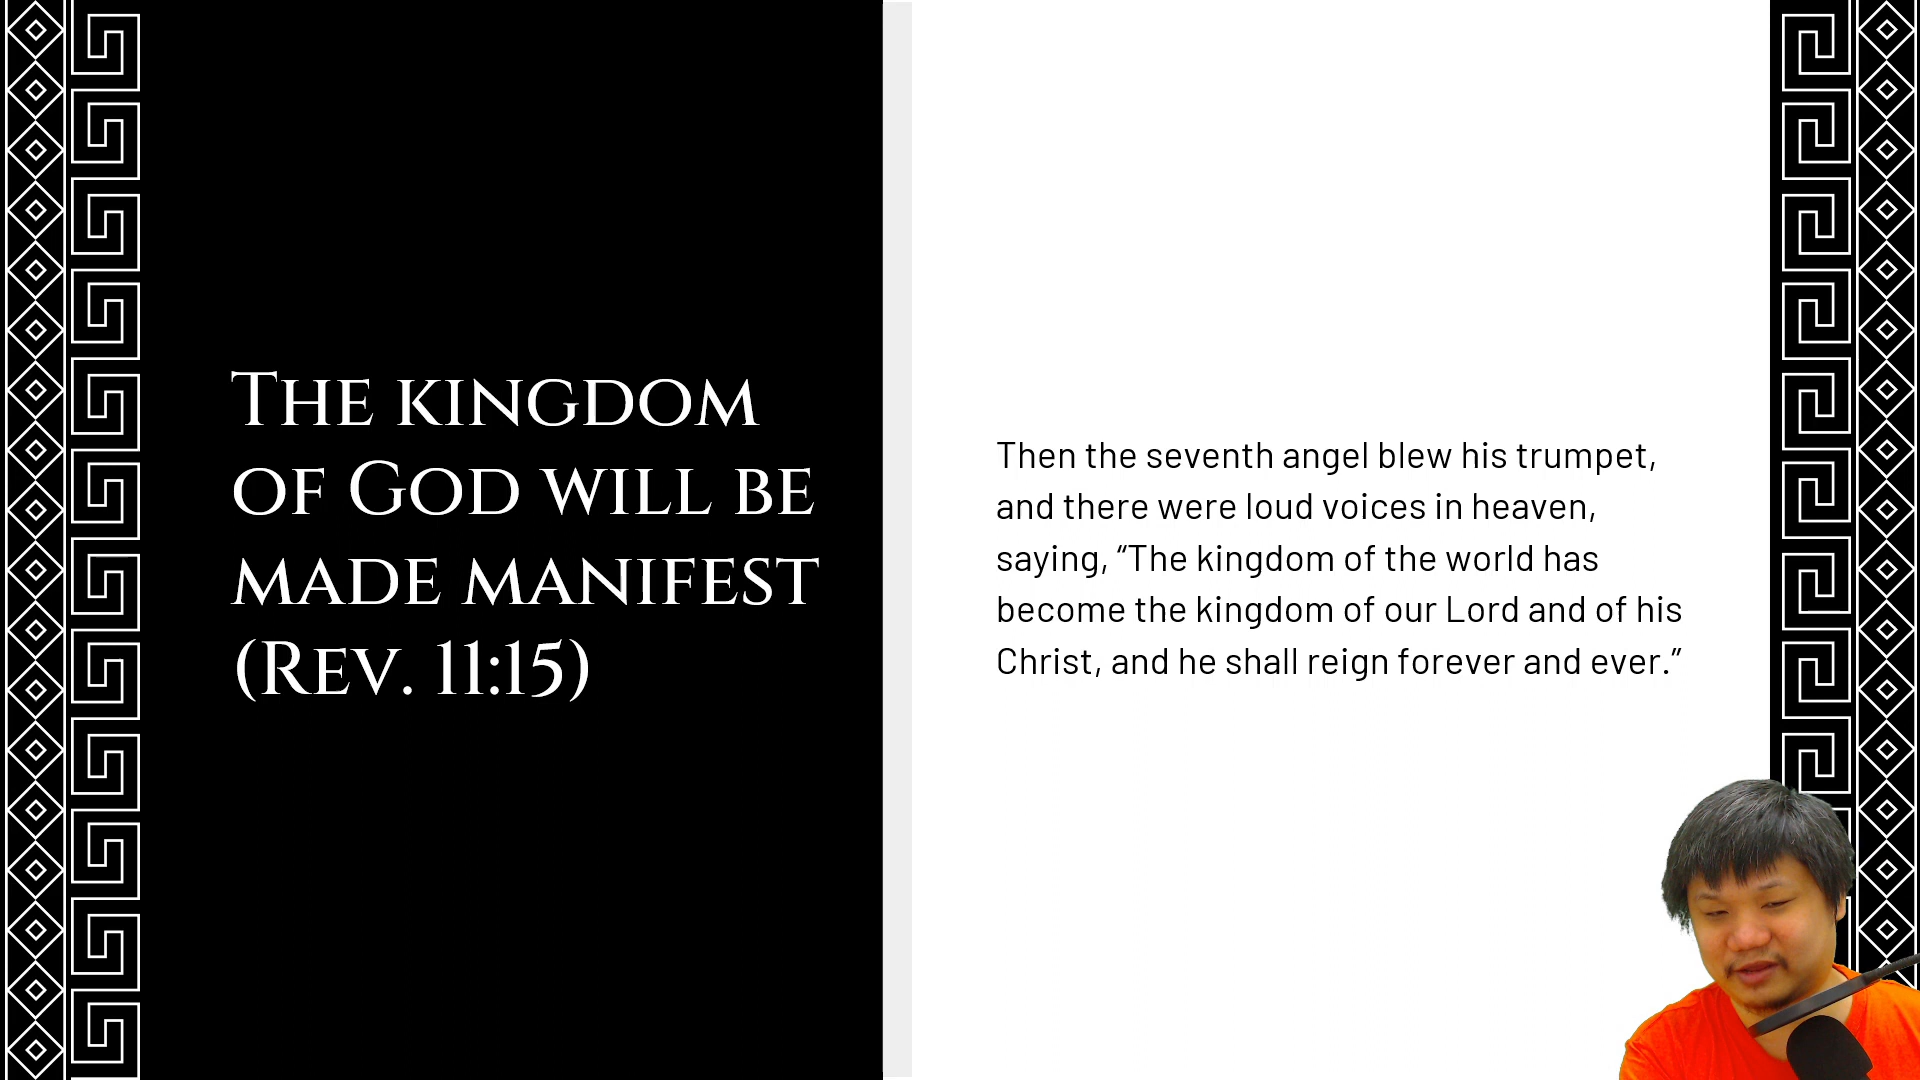 The kingdom
of God will be
made manifest
(Rev. 11:15)
Then the seventh angel blew his trumpet,
and there were loud voices in heaven,
saying, “The kingdom of the world has
become the kingdom of our Lord and of his
Christ, and he shall reign forever and ever.”